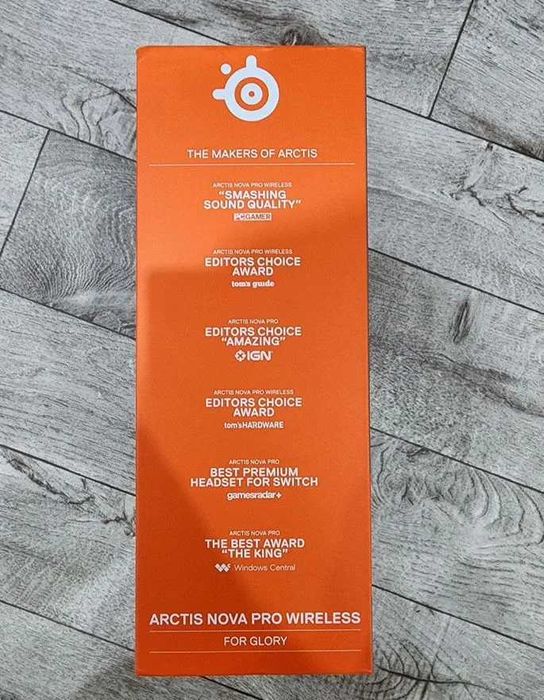 THE MAKERS OF ARCTIS
ARCTIS NOVA PRO WIRELESS
"SMASHING
SOUND QUALITY"
PC GAMER
ARCTIS NOVA PRO WIRELESS
EDITORS CHOICE
AWARD
tom's guide
ARCTIS NOVA PRO
EDITORS CHOICE
"AMAZING"
IGN
ARCTIS NOVA PRO WIRELESS
EDITORS CHOICE
AWARD
tom'sHARDWARE
ARCTIS NOVA PRO
BEST PREMIUM
HEADSET FOR SWITCH
gamesradar+
ARCTIS NOVA PRO
THE BEST AWARD
"THE KING"
Windows Central
ARCTIS NOVA PRO WIRELESS
FOR GLORY